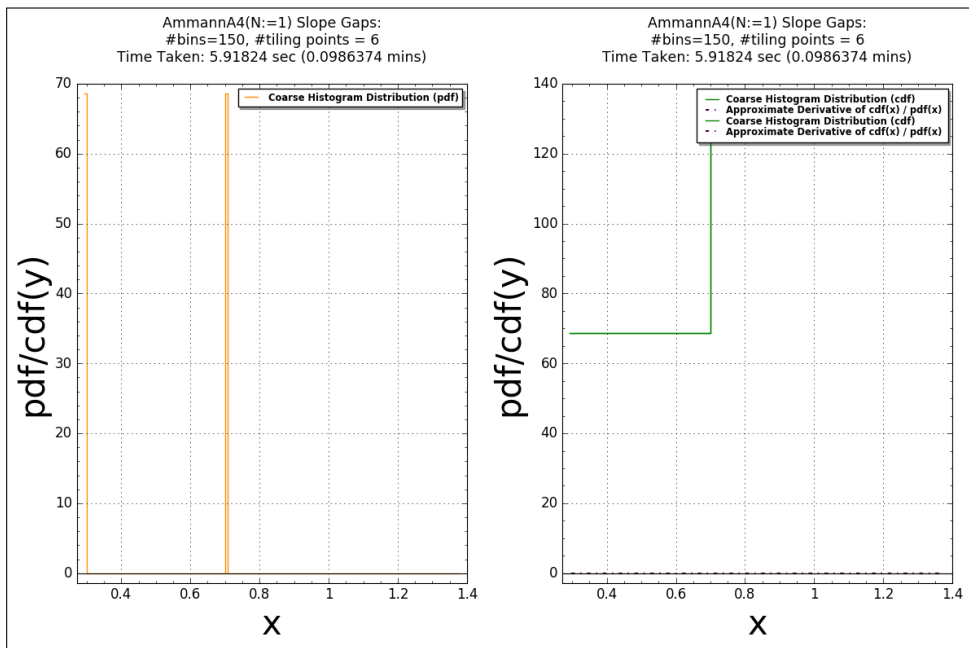 AmmannA4(N:=1) Slope Gaps:
#bins=150, #tiling points = 6
Time Taken: 5.91824 sec (0.0986374 mins)
Coarse Histogram Distribution (pdf)
70
60
50
40
30
20
10
0
0.4
0.6
0.8
1
1.2
1.4
pdf/cdf(y)
x
AmmannA4(N:=1) Slope Gaps:
#bins=150, #tiling points = 6
Time Taken: 5.91824 sec (0.0986374 mins)
Coarse Histogram Distribution (cdf)
Approximate Derivative of cdf(x) / pdf(x)
Coarse Histogram Distribution (cdf)
Approximate Derivative of cdf(x) / pdf(x)
140
120
100
80
60
40
20
0
0.4
0.6
0.8
1
1.2
1.4
pdf/cdf(y)
x